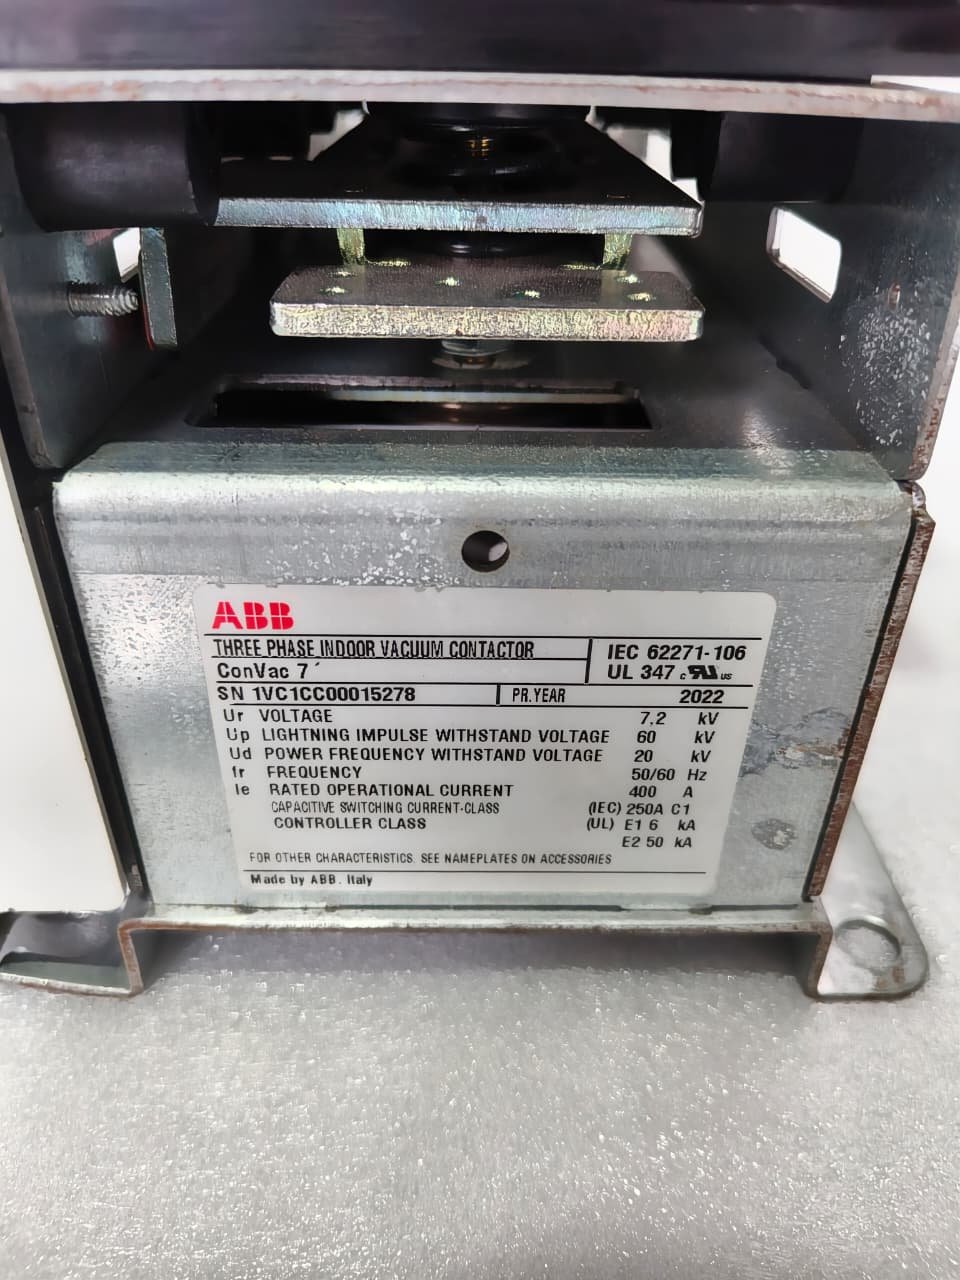 ABB
THREE PHASE INDOOR VACUUM CONTACTOR
ConVac 7
IEC 62271-106
UL 347 c RU us
SN 1VC1CC00015278 PR.YEAR 2022
Ur VOLTAGE 7,2 kV
Up LIGHTNING IMPULSE WITHSTAND VOLTAGE 60 kV
Ud POWER FREQUENCY WITHSTAND VOLTAGE 20 kV
fr FREQUENCY 50/60 Hz
Ie RATED OPERATIONAL CURRENT 400 A
CAPACITIVE SWITCHING CURRENT-CLASS (IEC) 250A C1
CONTROLLER CLASS (UL) E1 6 kA
E2 50 kA
FOR OTHER CHARACTERISTICS. SEE NAMEPLATES ON ACCESSORIES
Made by ABB. Italy